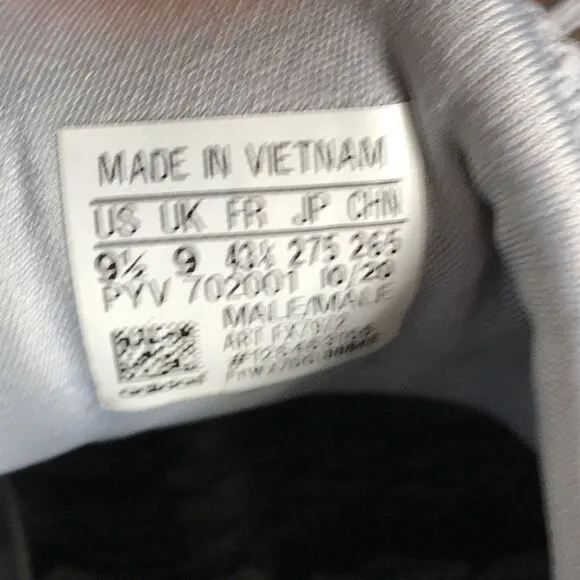 MADE IN VIETNAM
US UK FR JP CHN
9½ 9 43⅓ 275 265
PYV 702001 10/20
MALE/MALE
ART